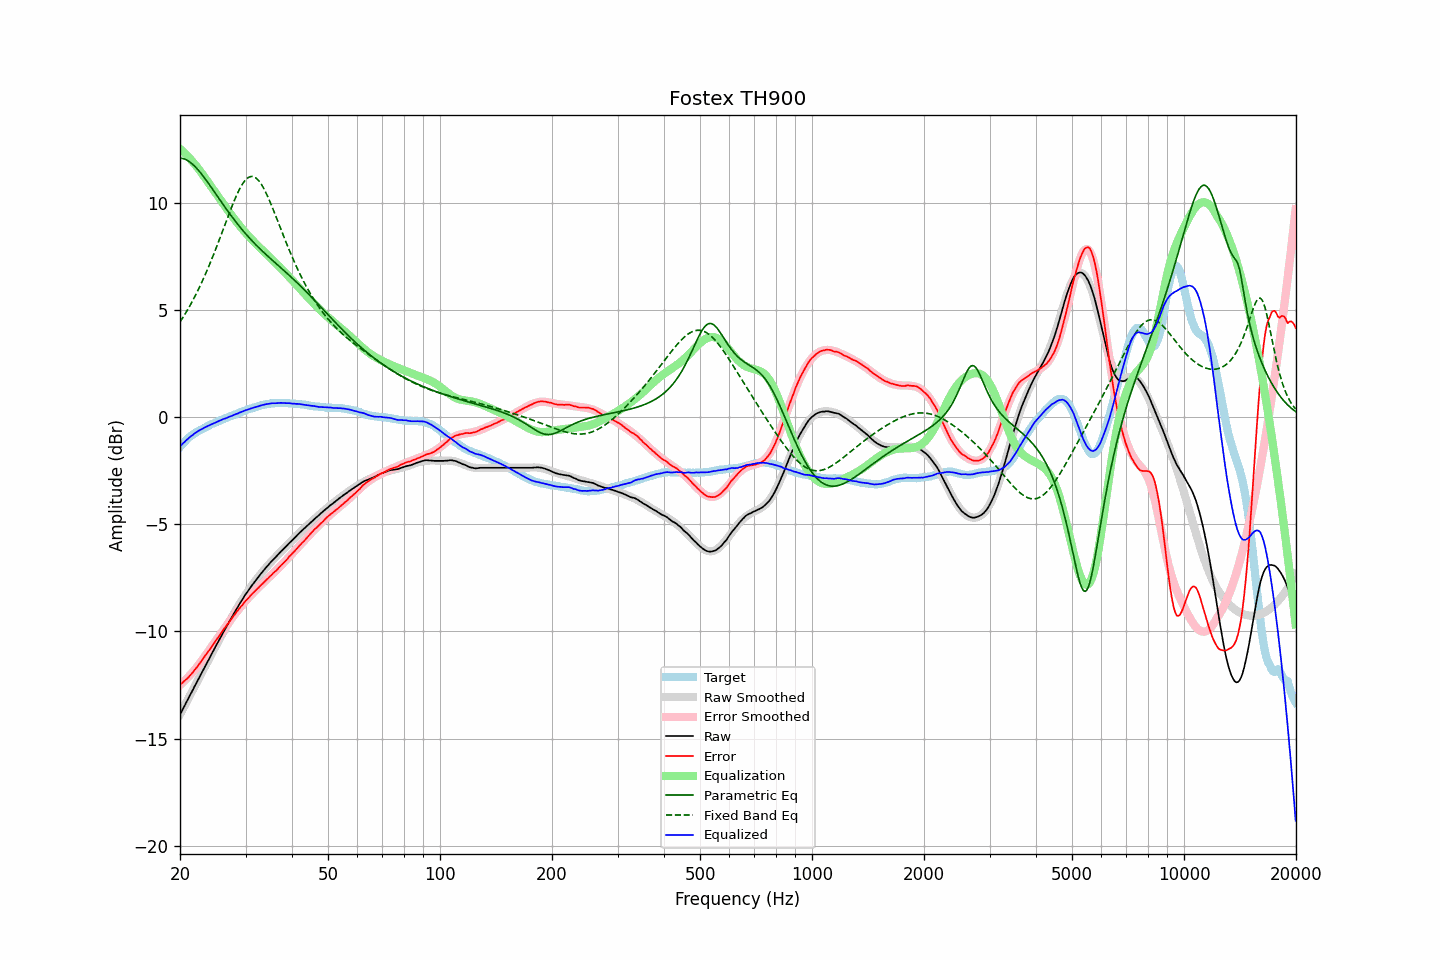 Fostex TH900
Amplitude (dBr)
10
5
0
−5
−10
−15
−20
Target
Raw Smoothed
Error Smoothed
Raw
Error
Equalization
Parametric Eq
Fixed Band Eq
Equalized
20
50
100
200
500
1000
2000
5000
10000
20000
Frequency (Hz)